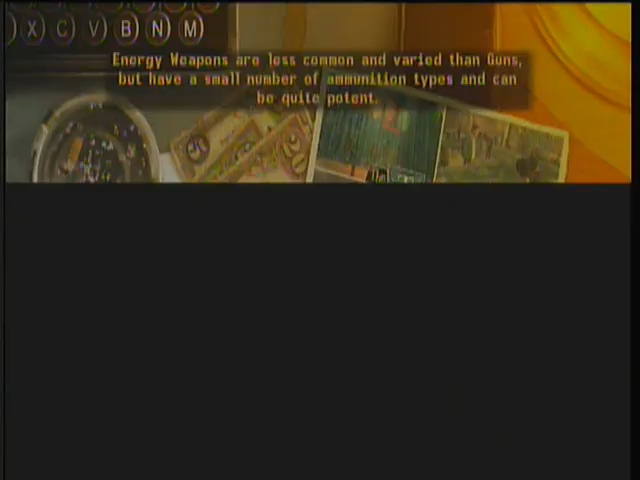 X C V B N M
Energy Weapons are less common and varied than Guns,
but have a small number of ammunition types and can
be quite potent.